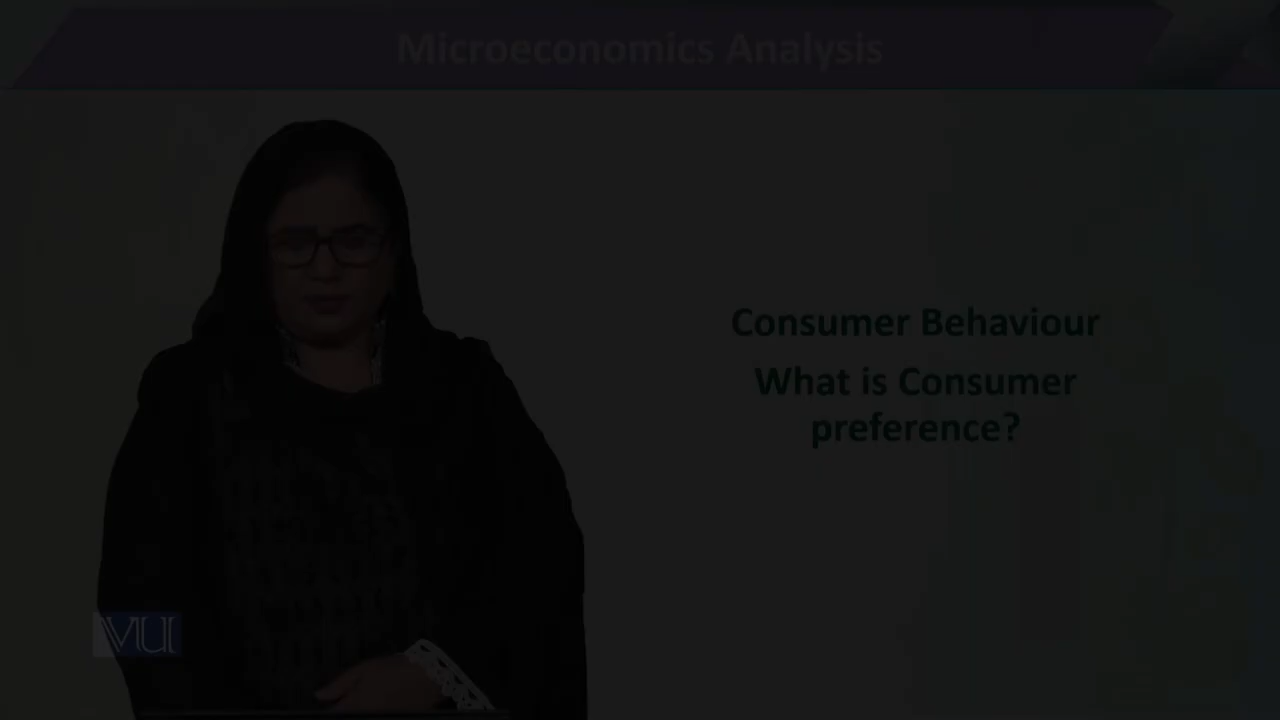 Microeconomics Analysis
Consumer Behaviour
What is Consumer
preference?
VU